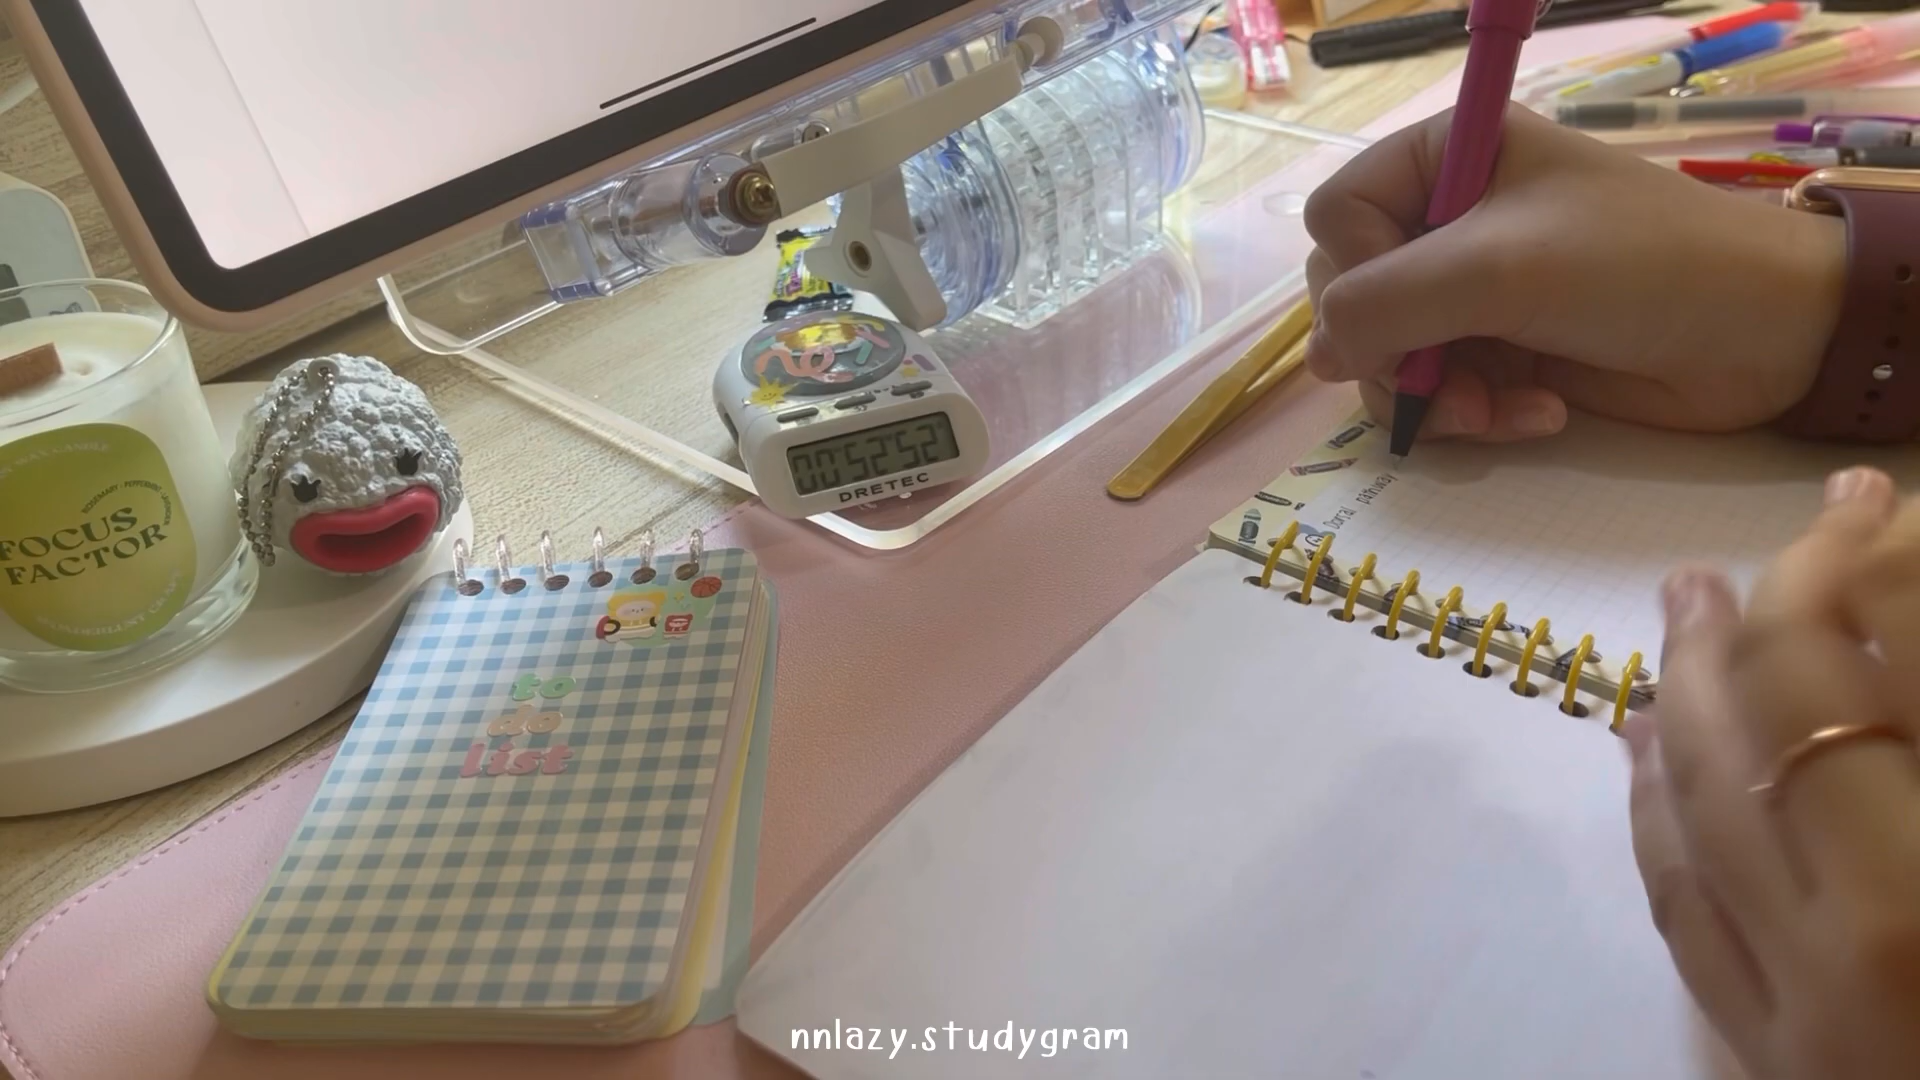 FOCUS
FACTOR
00:52'52"
DRETEC
to
do
list
Dorsal pathway
nnlazy.studygram